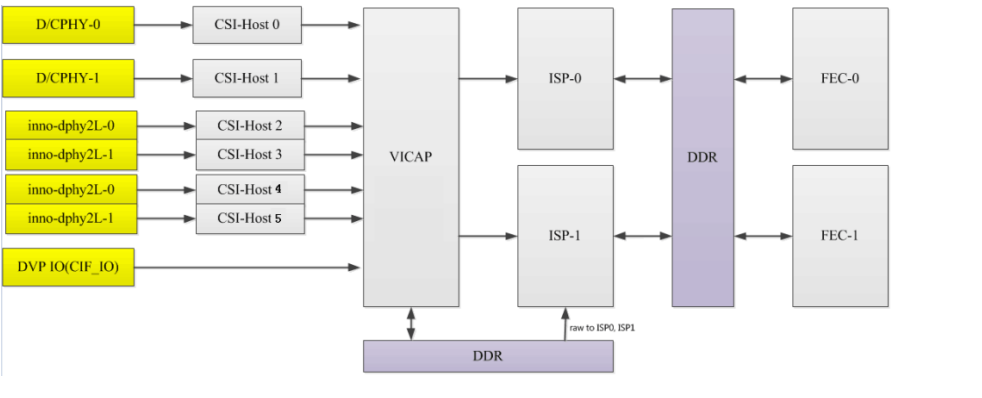 D/CPHY-0
CSI-Host 0
D/CPHY-1
CSI-Host 1
inno-dphy2L-0
CSI-Host 2
inno-dphy2L-1
CSI-Host 3
inno-dphy2L-0
CSI-Host 4
inno-dphy2L-1
CSI-Host 5
DVP IO(CIF_IO)
VICAP
ISP-0
ISP-1
DDR
FEC-0
FEC-1
raw to ISP0, ISP1
DDR